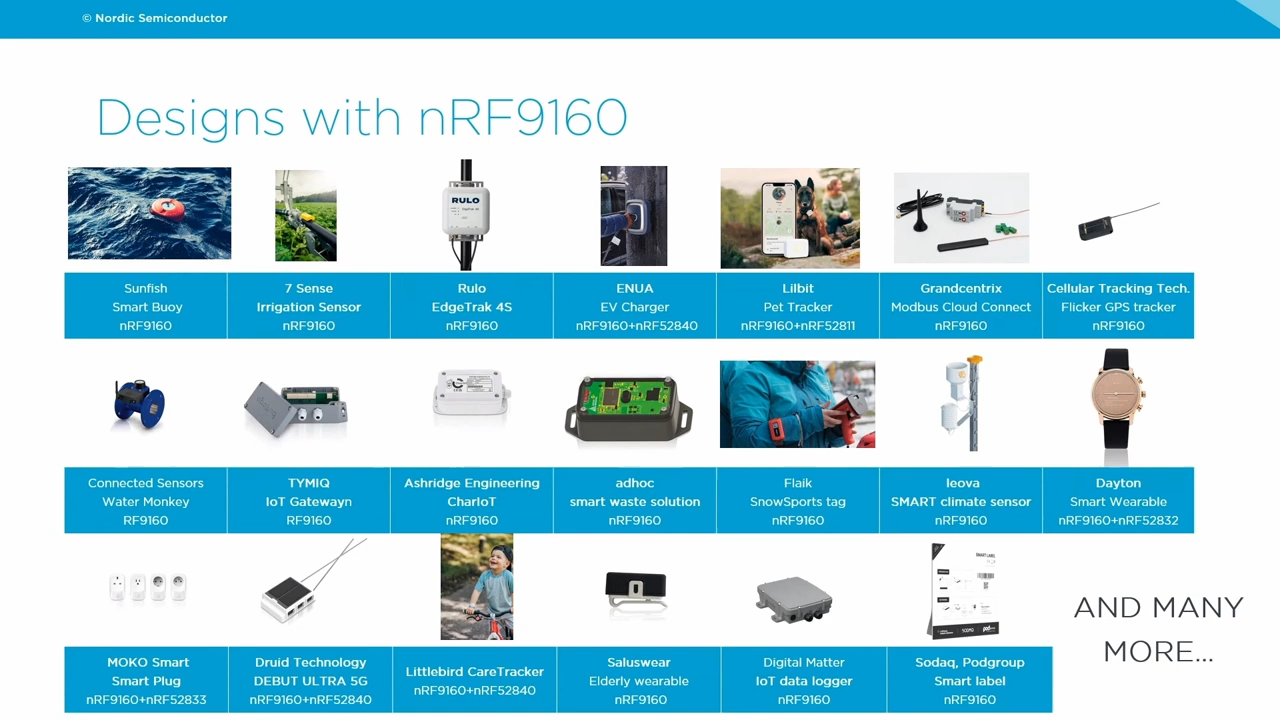 © Nordic Semiconductor
Designs with nRF9160
RULO
Sunfish
Smart Buoy
nRF9160
7 Sense
Irrigation Sensor
nRF9160
Rulo
EdgeTrak 4S
nRF9160
ENUA
EV Charger
nRF9160+nRF52840
Lilbit
Pet Tracker
nRF9160+nRF52811
Grandcentrix
Modbus Cloud Connect
nRF9160
Cellular Tracking Tech.
Flicker GPS tracker
nRF9160
Connected Sensors
Water Monkey
RF9160
TYMIQ
IoT Gatewayn
RF9160
Ashridge Engineering
CharIoT
nRF9160
adhoc
smart waste solution
nRF9160
Flaik
SnowSports tag
nRF9160
Ieova
SMART climate sensor
nRF9160
Dayton
Smart Wearable
nRF9160+nRF52832
SMART LABEL
MOKO Smart
Smart Plug
nRF9160+nRF52833
Druid Technology
DEBUT ULTRA 5G
nRF9160+nRF52840
Littlebird CareTracker
nRF9160+nRF52840
Saluswear
Elderly wearable
nRF9160
Digital Matter
IoT data logger
nRF9160
Sodaq, Podgroup
Smart label
nRF9160
AND MANY
MORE...